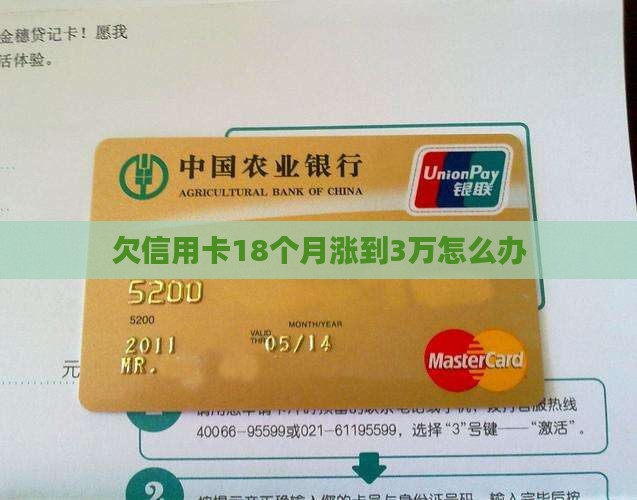 金穗贷记卡！愿我
活体验。
中国农业银行
AGRICULTURAL BANK OF CHINA
UnionPay
银联
欠信用卡18个月涨到3万怎么办
5200
5200
MONTH/YEAR
VALID
THRU
2011
05/14
MR.
MasterCard
元
1
40066-95599或021-61195599，选择“3”号键——“激活”。
2